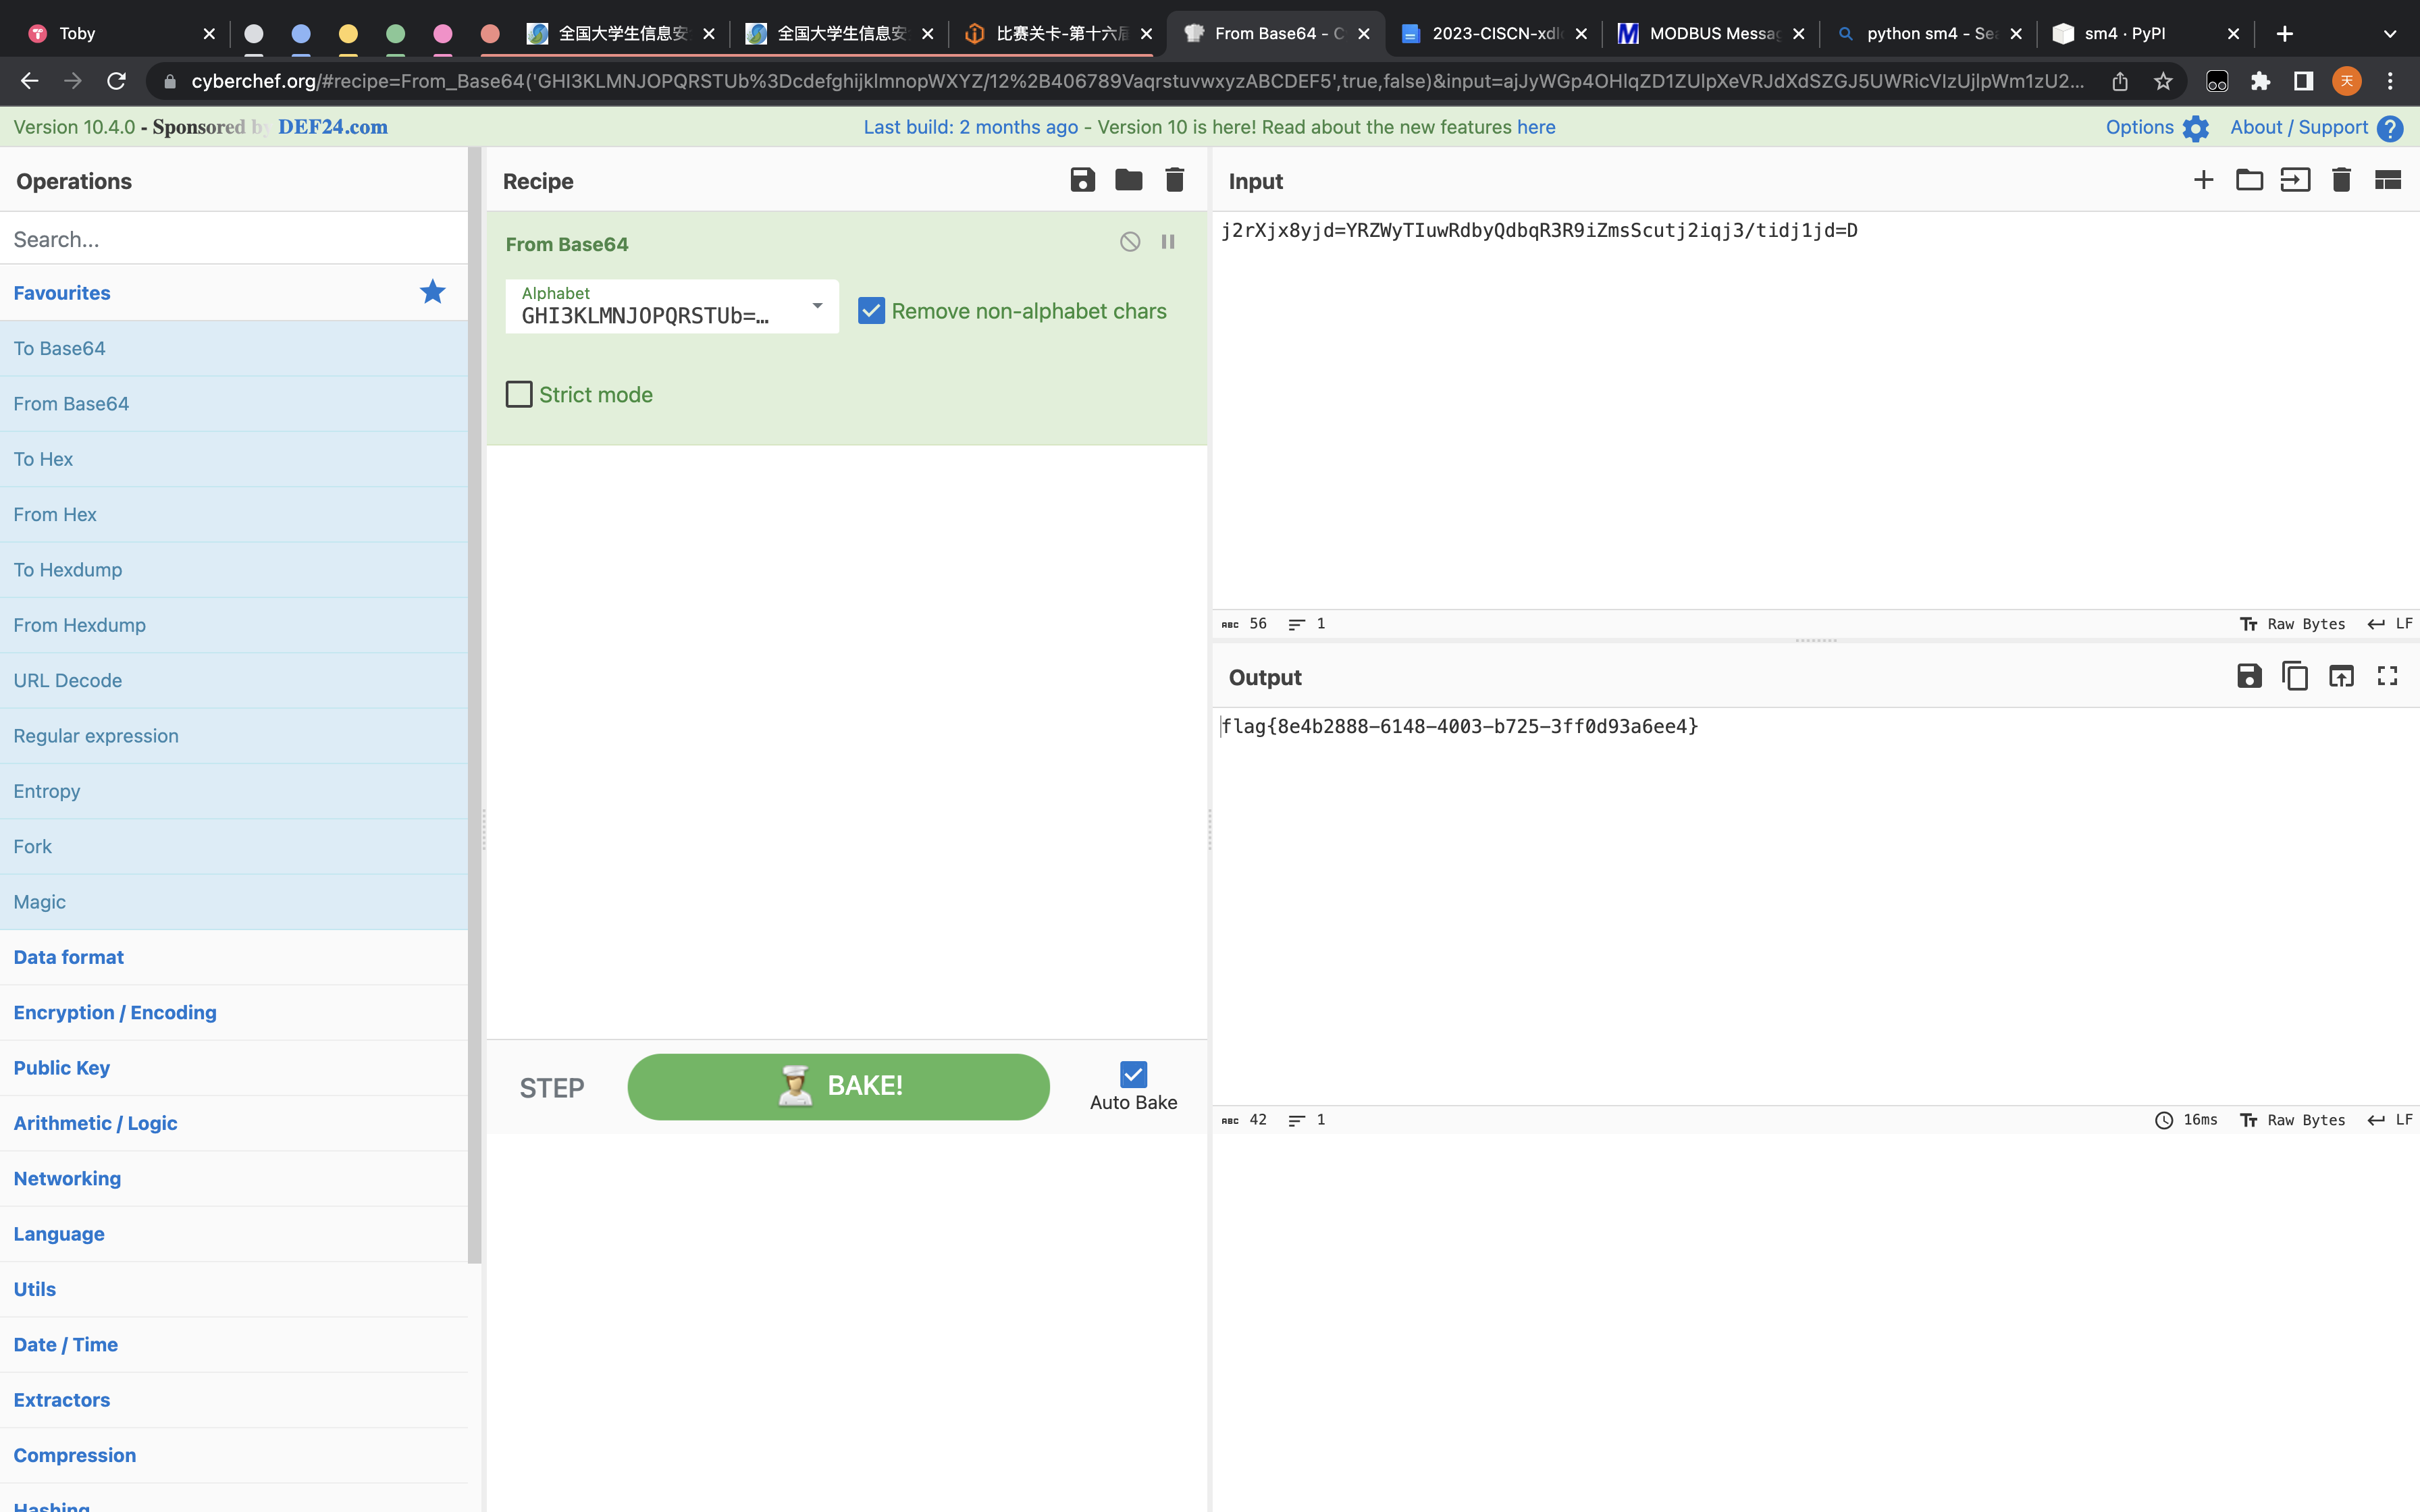 Toby
全国大学生信息安
全国大学生信息安
比赛关卡-第十六届
From Base64 - C
2023-CISCN-xdl
MODBUS Messag
python sm4 - Sea
sm4 · PyPI
cyberchef.org/#recipe=From_Base64('GHI3KLMNJOPQRSTUb%3DcdefghijklmnopWXYZ/12%2B406789VaqrstuvwxyzABCDEF5',true,false)&input=ajJyWGp4OHlqZD1ZUlpXeVRJdXdSZGJ5UWRicVIzUjlpWm1zU2...
天
Version 10.4.0 - Sponsored by DEF24.com
Last build: 2 months ago - Version 10 is here! Read about the new features here
Options
About / Support
Operations
Search...
Favourites
To Base64
From Base64
To Hex
From Hex
To Hexdump
From Hexdump
URL Decode
Regular expression
Entropy
Fork
Magic
Data format
Encryption / Encoding
Public Key
Arithmetic / Logic
Networking
Language
Utils
Date / Time
Extractors
Compression
Hashing
Recipe
From Base64
Alphabet
GHI3KLMNJOPQRSTUb=…
Remove non-alphabet chars
Strict mode
STEP
BAKE!
Auto Bake
Input
j2rXjx8yjd=YRZWyTIuwRdbyQdbqR3R9iZmsScutj2iqj3/tidj1jd=D
ABC 56 1
Raw Bytes LF
Output
flag{8e4b2888-6148-4003-b725-3ff0d93a6ee4}
ABC 42 1
16ms Raw Bytes LF